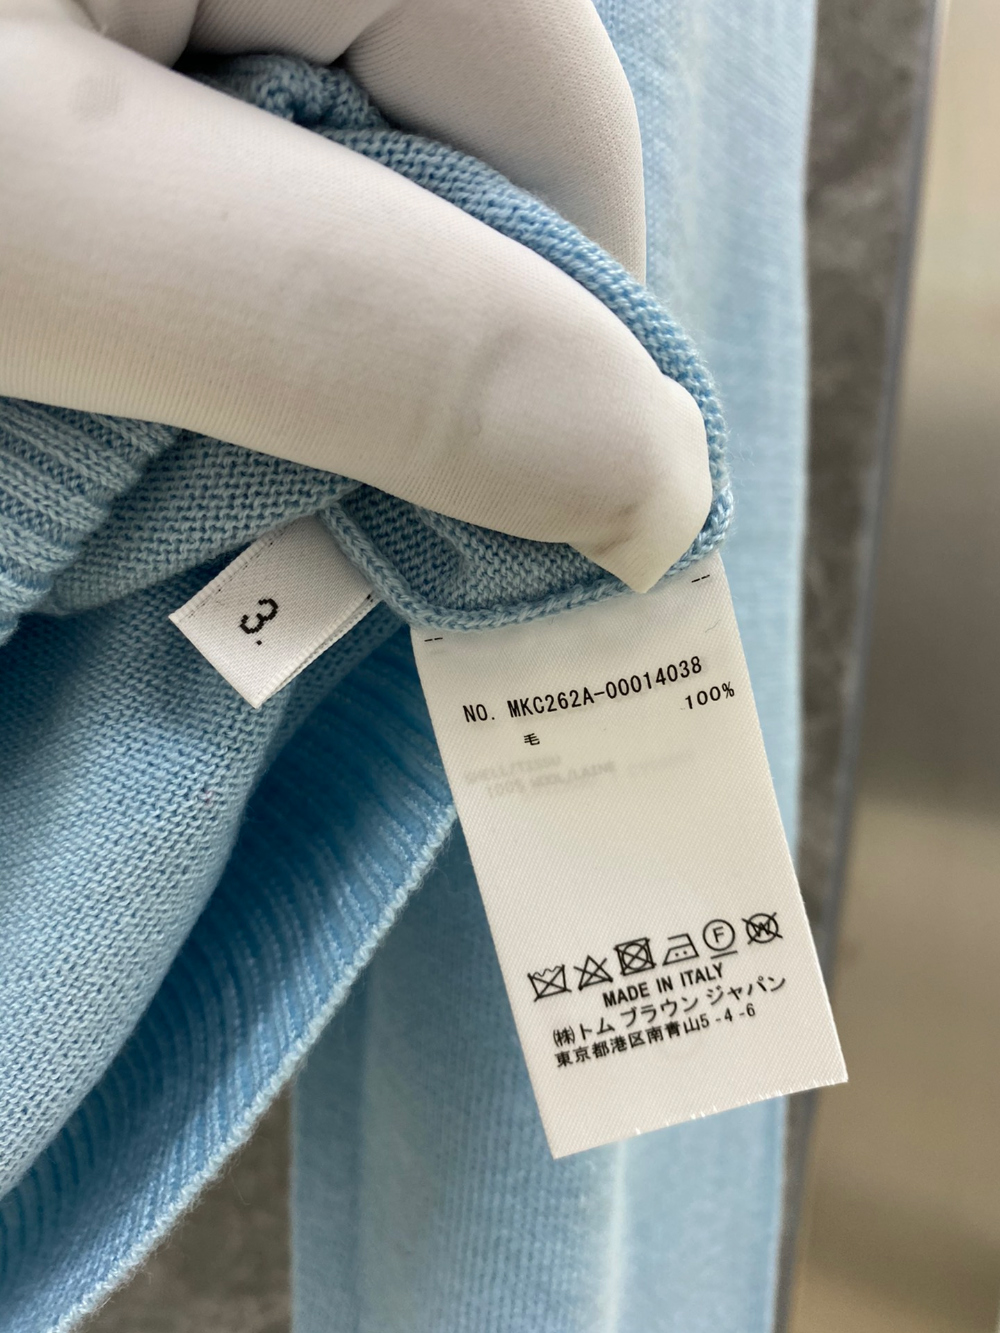 3.
NO. MKC262A-00014038
毛 100%
MADE IN ITALY
㈱トム ブラウン ジャパン
東京都港区南青山5-4-6